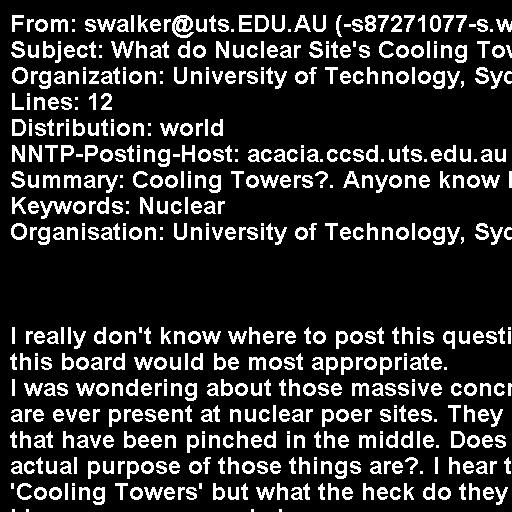 From: swalker@uts.EDU.AU (-s87271077-s.w
Subject: What do Nuclear Site's Cooling Tow
Organization: University of Technology, Syd
Lines: 12
Distribution: world
NNTP-Posting-Host: acacia.ccsd.uts.edu.au
Summary: Cooling Towers?. Anyone know
Keywords: Nuclear
Organisation: University of Technology, Syd
I really don't know where to post this questi
this board would be most appropriate.
I was wondering about those massive concr
are ever present at nuclear poer sites. They
that have been pinched in the middle. Does
actual purpose of those things are?. I hear t
'Cooling Towers' but what the heck do they